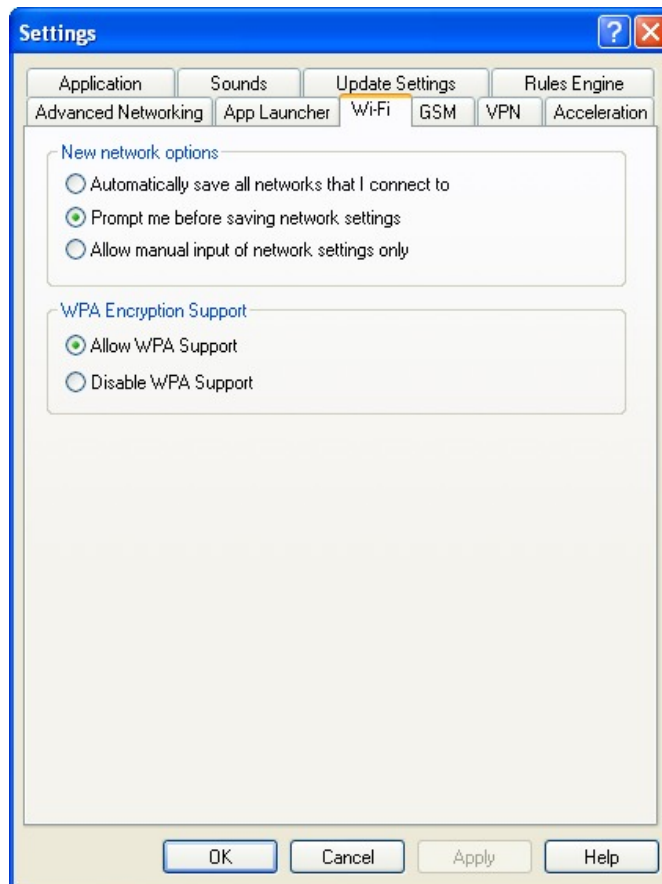 Settings
Application Sounds Update Settings Rules Engine
Advanced Networking App Launcher Wi-Fi GSM VPN Acceleration
New network options
Automatically save all networks that I connect to
Prompt me before saving network settings
Allow manual input of network settings only
WPA Encryption Support
Allow WPA Support
Disable WPA Support
OK Cancel Apply Help